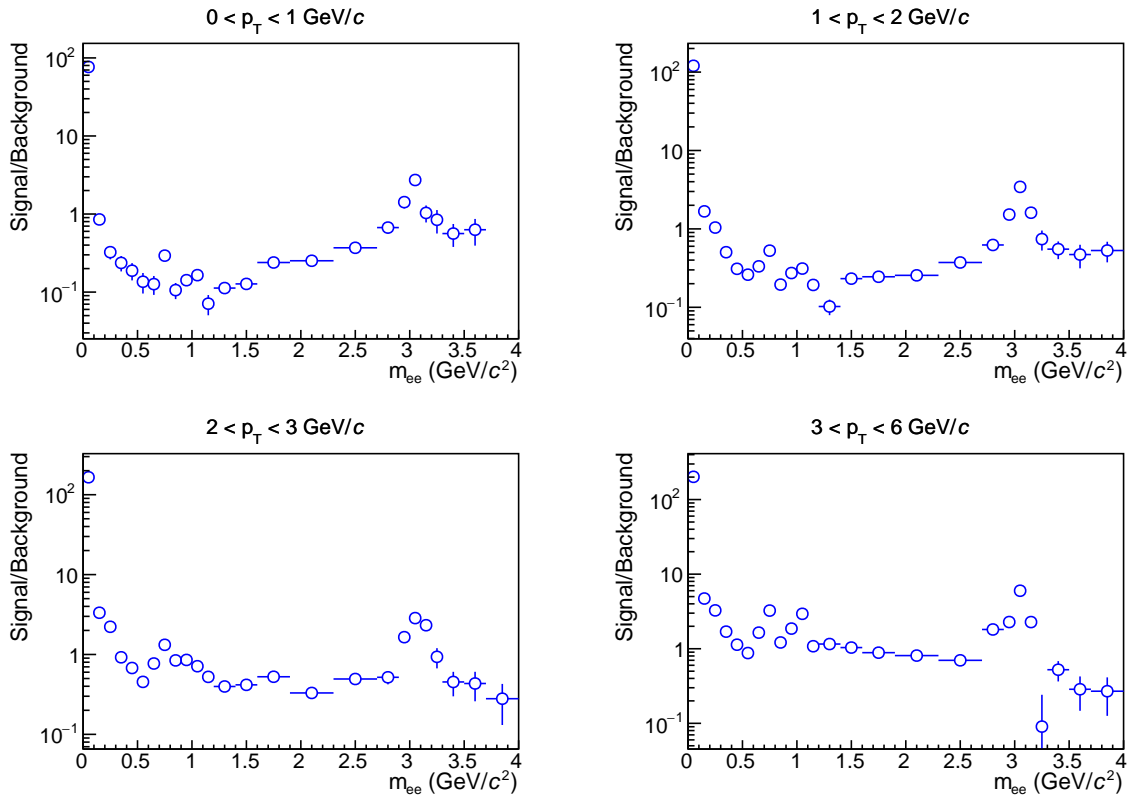 0 < p_T < 1 GeV/c
Signal/Background
10^2
10
1
10^−1
0 0.5 1 1.5 2 2.5 3 3.5 4
m_ee (GeV/c^2)
1 < p_T < 2 GeV/c
Signal/Background
10^2
10
1
10^−1
0 0.5 1 1.5 2 2.5 3 3.5 4
m_ee (GeV/c^2)
2 < p_T < 3 GeV/c
Signal/Background
10^2
10
1
10^−1
0 0.5 1 1.5 2 2.5 3 3.5 4
m_ee (GeV/c^2)
3 < p_T < 6 GeV/c
Signal/Background
10^2
10
1
10^−1
0 0.5 1 1.5 2 2.5 3 3.5 4
m_ee (GeV/c^2)